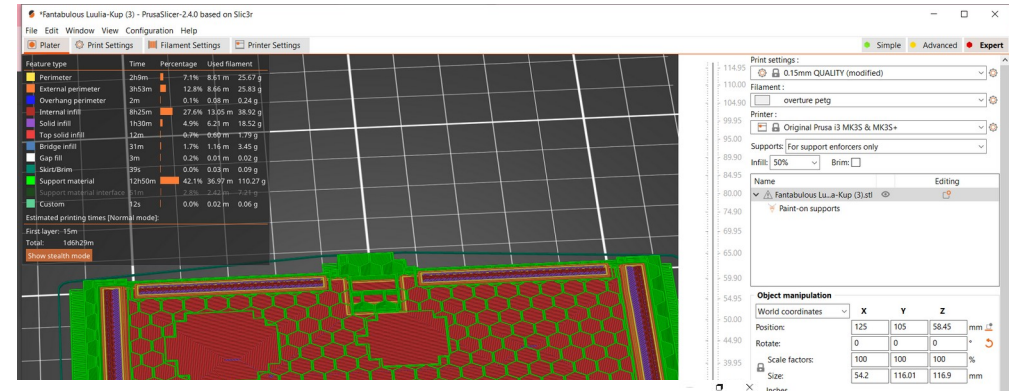 *Fantabulous Luulia-Kup (3) - PrusaSlicer-2.4.0 based on Slic3r
File Edit Window View Configuration Help
Plater Print Settings Filament Settings Printer Settings Simple Advanced Expert
Feature type Time Percentage Used filament
Perimeter 2h9m 7.1% 8.61 m 25.67 g
External perimeter 3h53m 12.8% 8.66 m 25.83 g
Overhang perimeter 2m 0.1% 0.08 m 0.24 g
Internal infill 8h25m 27.6% 13.05 m 38.92 g
Solid infill 1h30m 4.9% 6.21 m 18.52 g
Top solid infill 12m 0.7% 0.60 m 1.79 g
Bridge infill 31m 1.7% 1.16 m 3.45 g
Gap fill 3m 0.2% 0.01 m 0.02 g
Skirt/Brim 39s 0.0% 0.03 m 0.09 g
Support material 12h50m 42.1% 36.97 m 110.27 g
Support material interface 51m 2.8% 2.42 m 7.21 g
Custom 12s 0.0% 0.02 m 0.06 g
Estimated printing times [Normal mode]:
First layer: 15m
Total: 1d6h29m
Show stealth mode
114.95
110.00
104.90
99.95
95.00
89.90
84.95
80.00
74.90
69.95
65.00
59.90
54.95
50.00
44.90
39.95
Print settings :
0.15mm QUALITY (modified)
Filament :
overture petg
Printer :
Original Prusa i3 MK3S & MK3S+
Supports: For support enforcers only
Infill: 50% Brim:
Name Editing
Fantabulous Lu...a-Kup (3).stl
Paint-on supports
Object manipulation
World coordinates X Y Z
Position: 125 105 58.45 mm
Rotate: 0 0 0 °
Scale factors: 100 100 100 %
Size: 54.2 116.01 116.9 mm
Inches